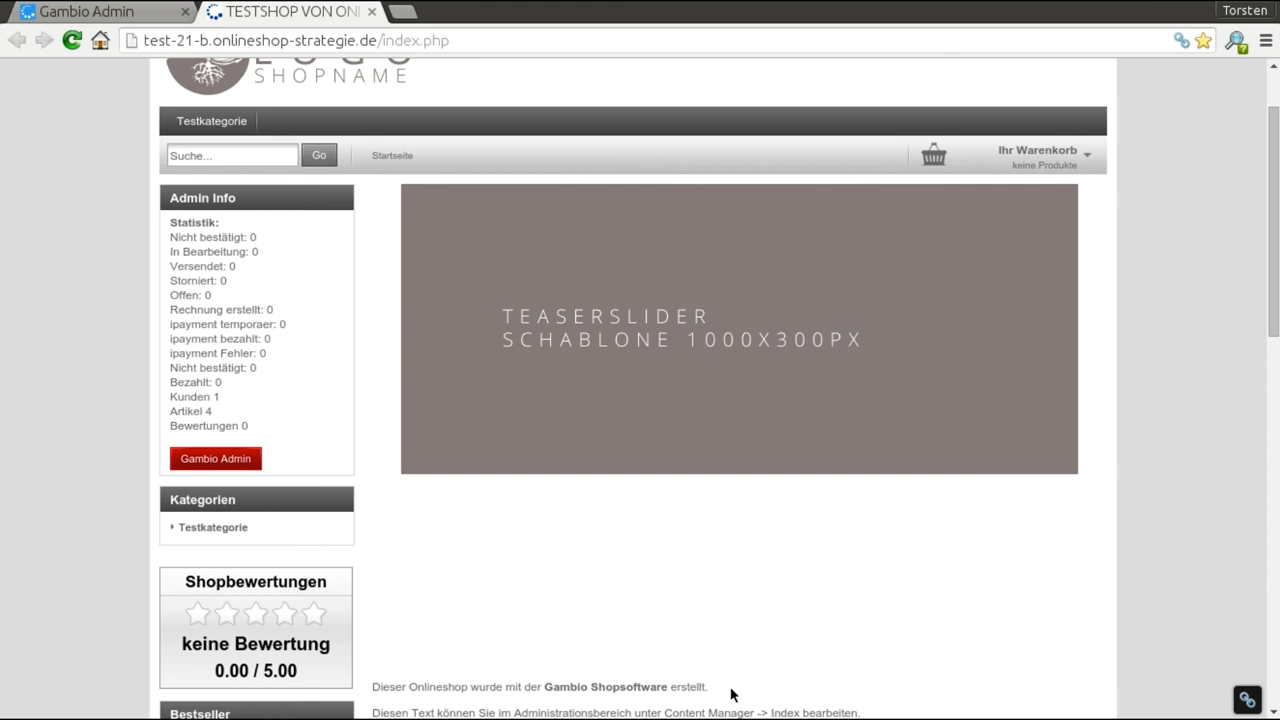 Gambio Admin
TESTSHOP VON ONL
Torsten
test-21-b.onlineshop-strategie.de/index.php
LOGO
SHOPNAME
Testkategorie
Suche...
Go
Startseite
Ihr Warenkorb
keine Produkte
Admin Info
Statistik:
Nicht bestätigt: 0
In Bearbeitung: 0
Versendet: 0
Storniert: 0
Offen: 0
Rechnung erstellt: 0
ipayment temporaer: 0
ipayment bezahlt: 0
ipayment Fehler: 0
Nicht bestätigt: 0
Bezahlt: 0
Kunden 1
Artikel 4
Bewertungen 0
Gambio Admin
TEASERSLIDER
SCHABLONE 1000X300PX
Kategorien
Testkategorie
Shopbewertungen
keine Bewertung
0.00 / 5.00
Bestseller
Dieser Onlineshop wurde mit der Gambio Shopsoftware erstellt.
Diesen Text können Sie im Administrationsbereich unter Content Manager -> Index bearbeiten.